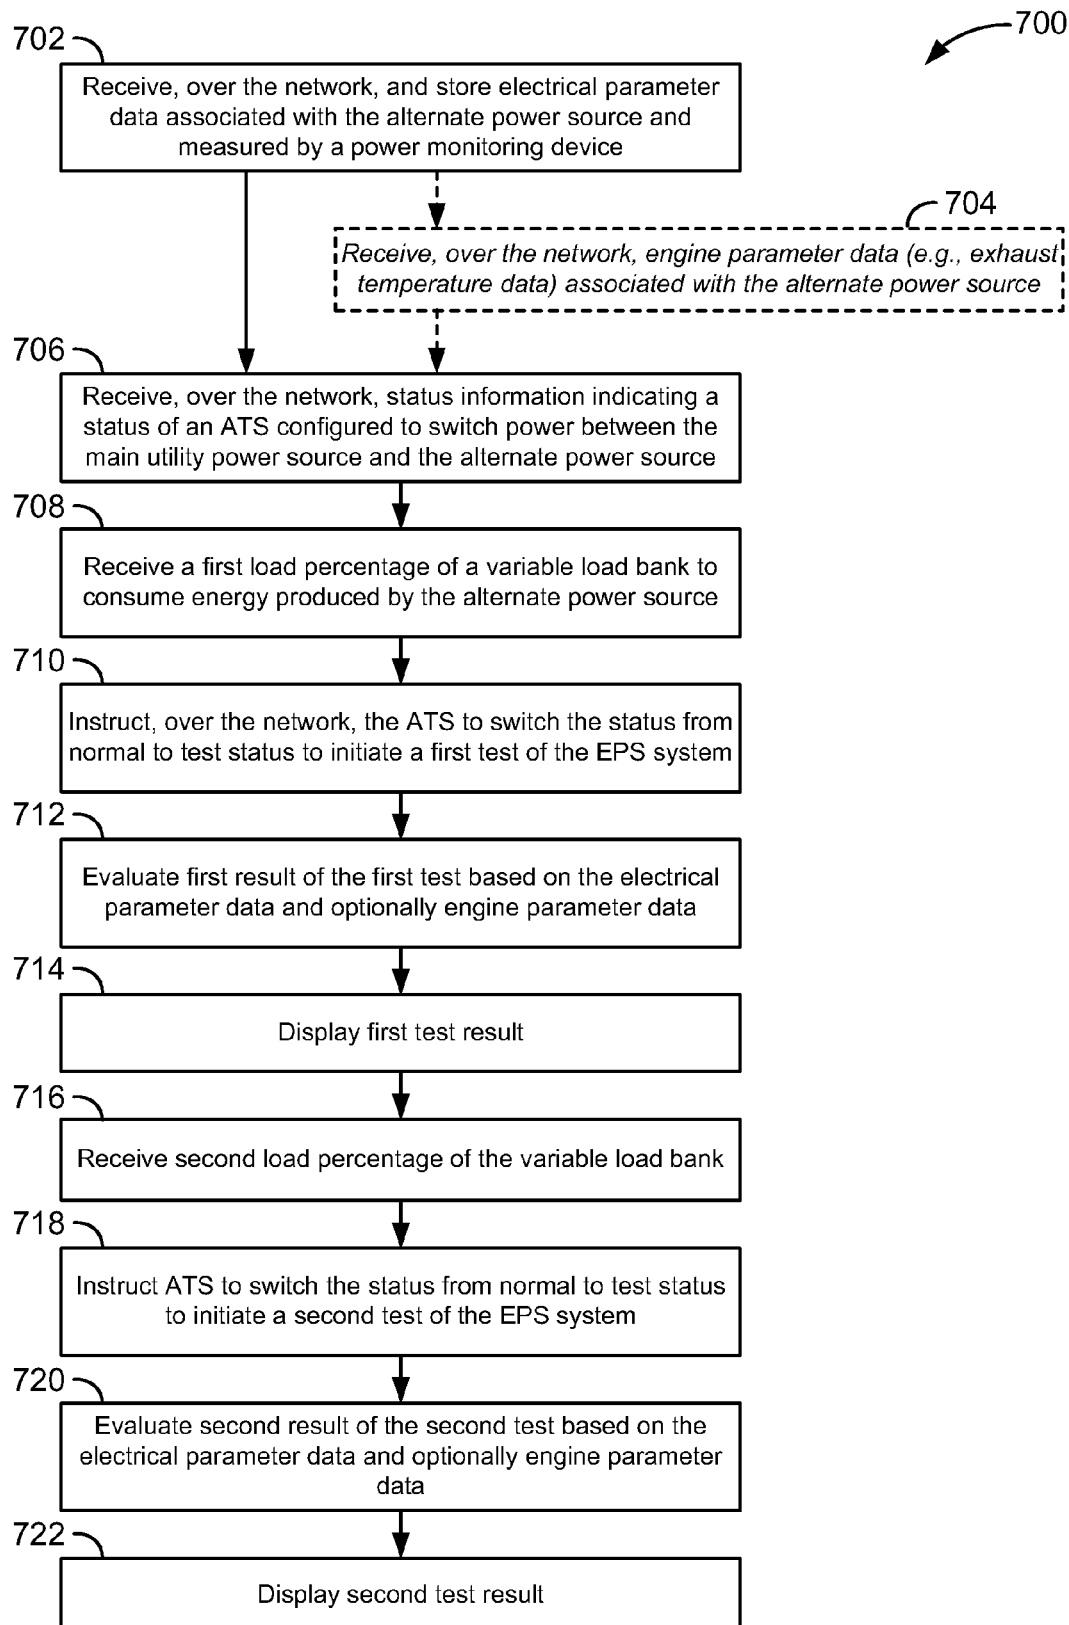 700
702
Receive, over the network, and store electrical parameter
data associated with the alternate power source and
measured by a power monitoring device
704
Receive, over the network, engine parameter data (e.g., exhaust
temperature data) associated with the alternate power source
706
Receive, over the network, status information indicating a
status of an ATS configured to switch power between the
main utility power source and the alternate power source
708
Receive a first load percentage of a variable load bank to
consume energy produced by the alternate power source
710
Instruct, over the network, the ATS to switch the status from
normal to test status to initiate a first test of the EPS system
712
Evaluate first result of the first test based on the electrical
parameter data and optionally engine parameter data
714
Display first test result
716
Receive second load percentage of the variable load bank
718
Instruct ATS to switch the status from normal to test status
to initiate a second test of the EPS system
720
Evaluate second result of the second test based on the
electrical parameter data and optionally engine parameter
data
722
Display second test result